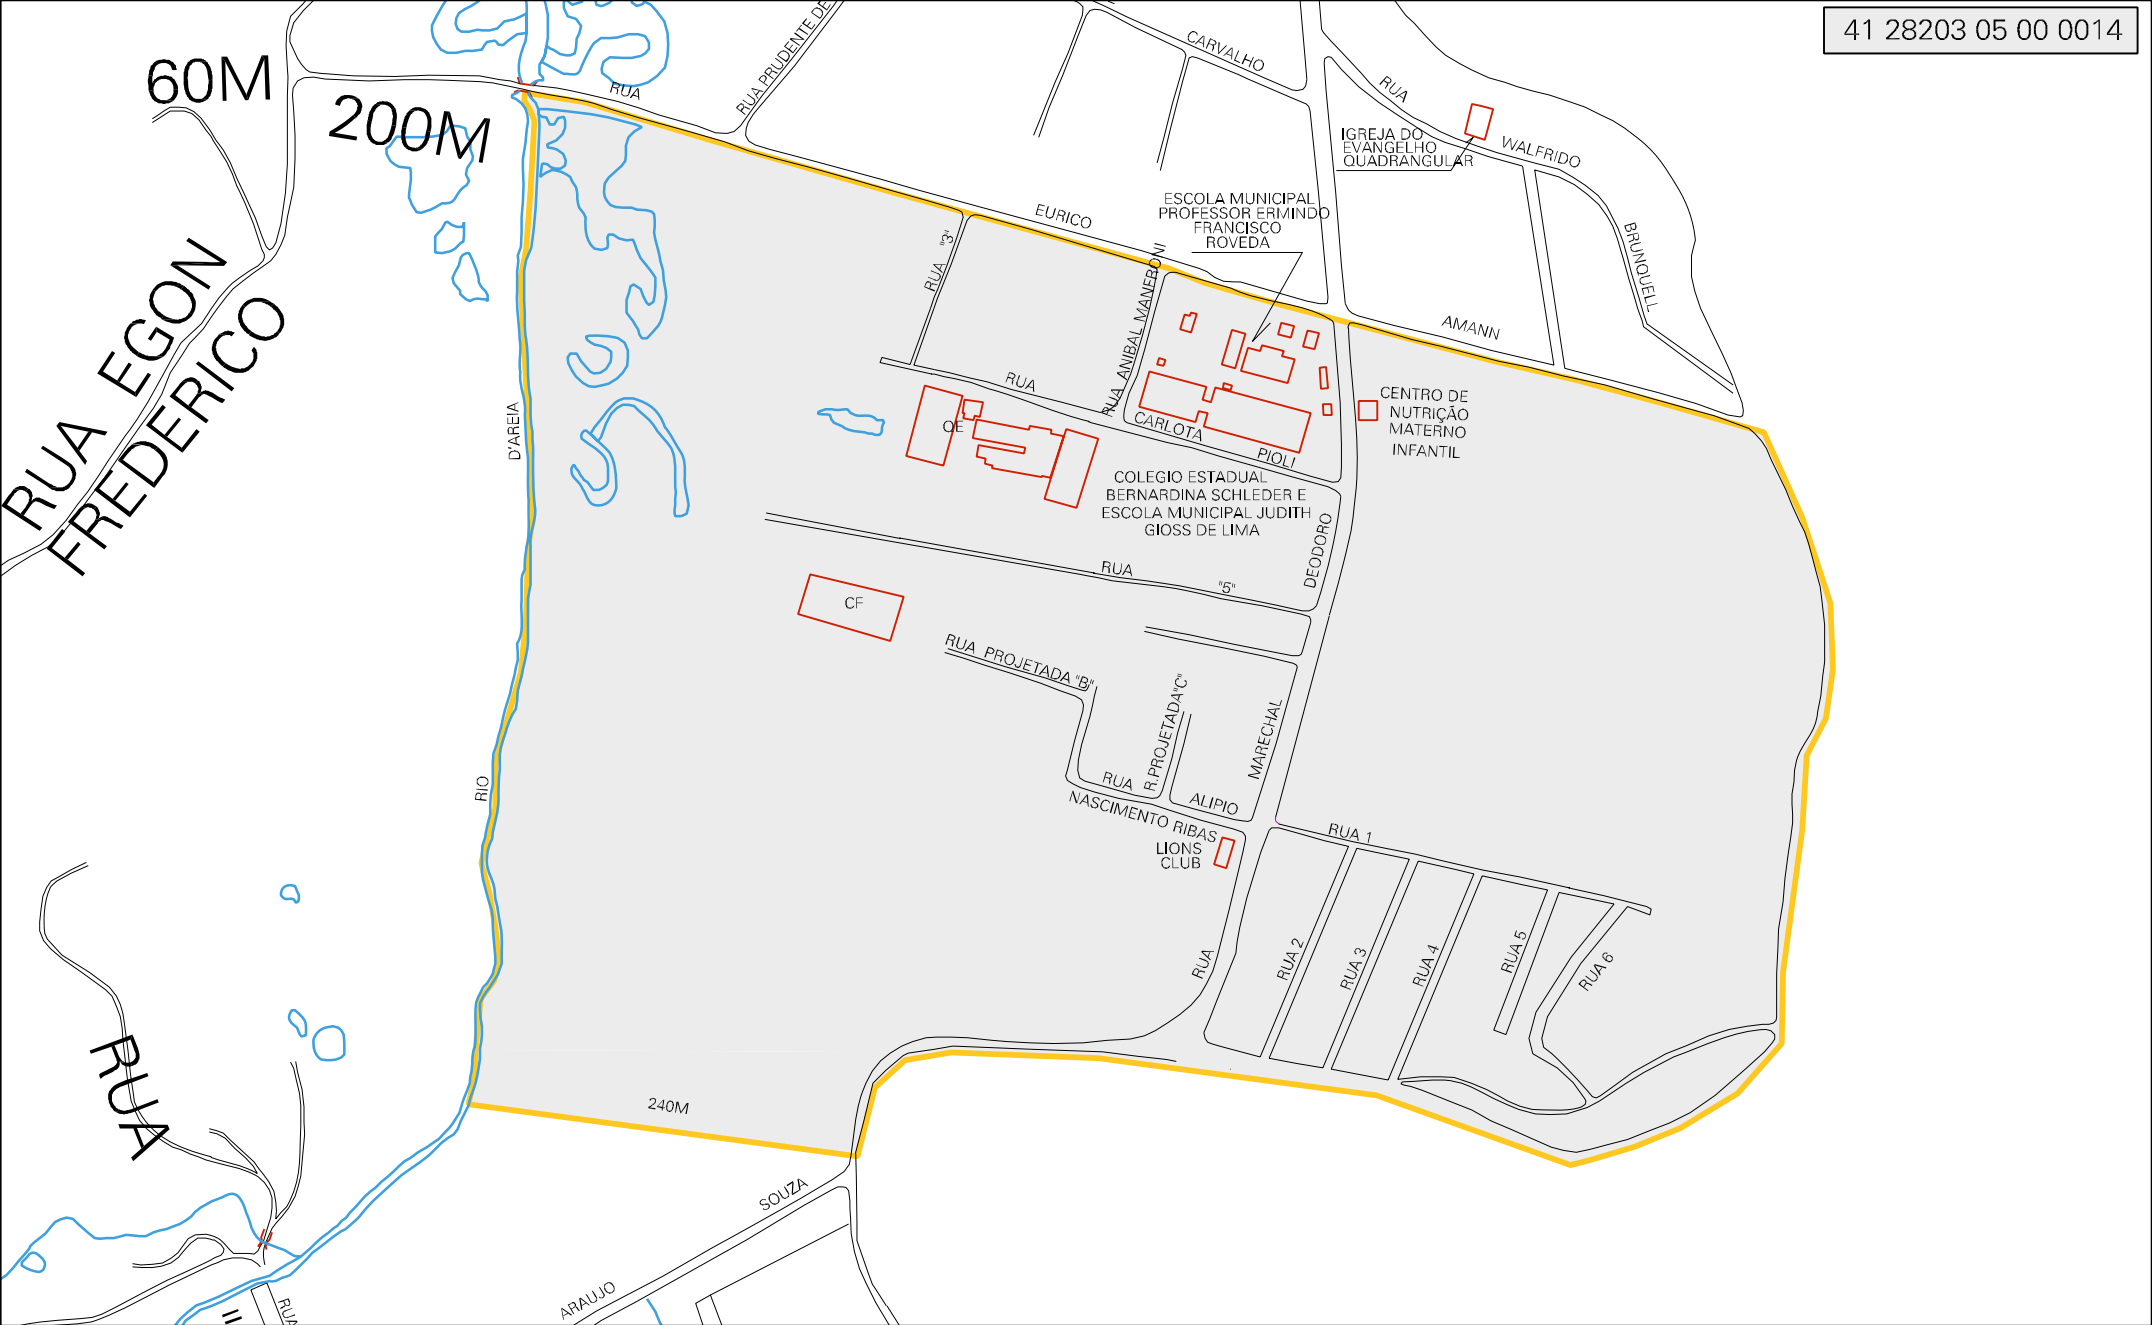 41 28203 05 00 0014
60M
200M
RUA
RUA PRUDENTE DE
CARVALHO
RUA
WALFRIDO
BRUNQUELL
IGREJA DO
EVANGELHO
QUADRANGULAR
ESCOLA MUNICIPAL
PROFESSOR ERMINDO
FRANCISCO
ROVEDA
EURICO
AMANN
RUA "3"
RUA ANIBAL MANFRONI
RUA EGON
FREDERICO
RUA
CARLOTA
PIOLI
CENTRO DE
NUTRIÇÃO
MATERNO
INFANTIL
D'AREIA
COLEGIO ESTADUAL
BERNARDINA SCHLEDER E
ESCOLA MUNICIPAL JUDITH
GIOSS DE LIMA
DEODORO
RUA
"5"
CF
RUA PROJETADA "B"
R.PROJETADA"C"
MARECHAL
RIO
RUA
ALIPIO
NASCIMENTO RIBAS
LIONS
CLUB
RUA 1
RUA
RUA 2
RUA 3
RUA 4
RUA 5
RUA 6
RUA
240M
SOUZA
ARAUJO
RUA